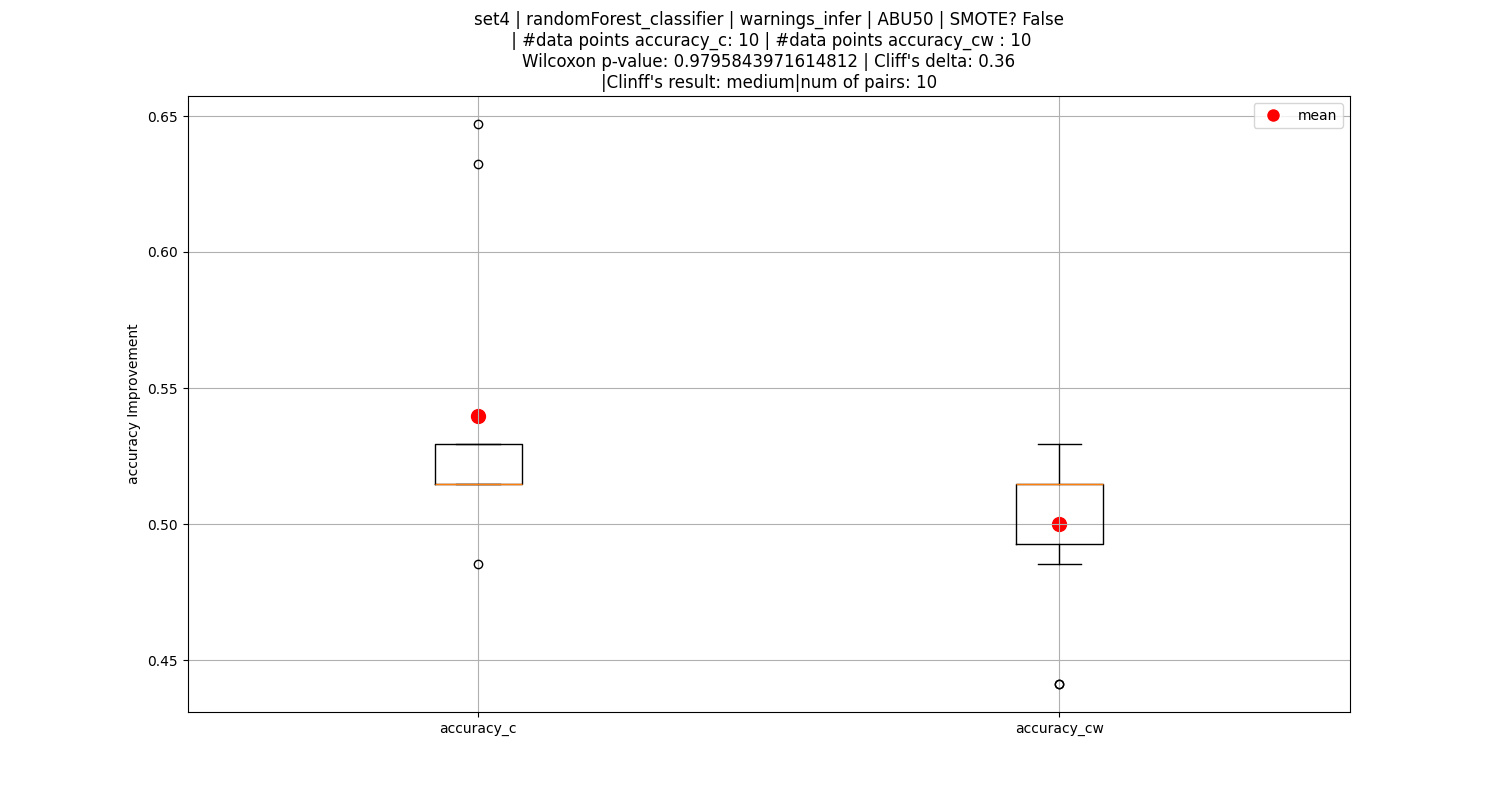 set4 | randomForest_classifier | warnings_infer | ABU50 | SMOTE? False
| #data points accuracy_c: 10 | #data points accuracy_cw : 10
Wilcoxon p-value: 0.9795843971614812 | Cliff's delta: 0.36
|Clinff's result: medium|num of pairs: 10
mean
0.65
0.60
0.55
0.50
0.45
accuracy Improvement
accuracy_c
accuracy_cw